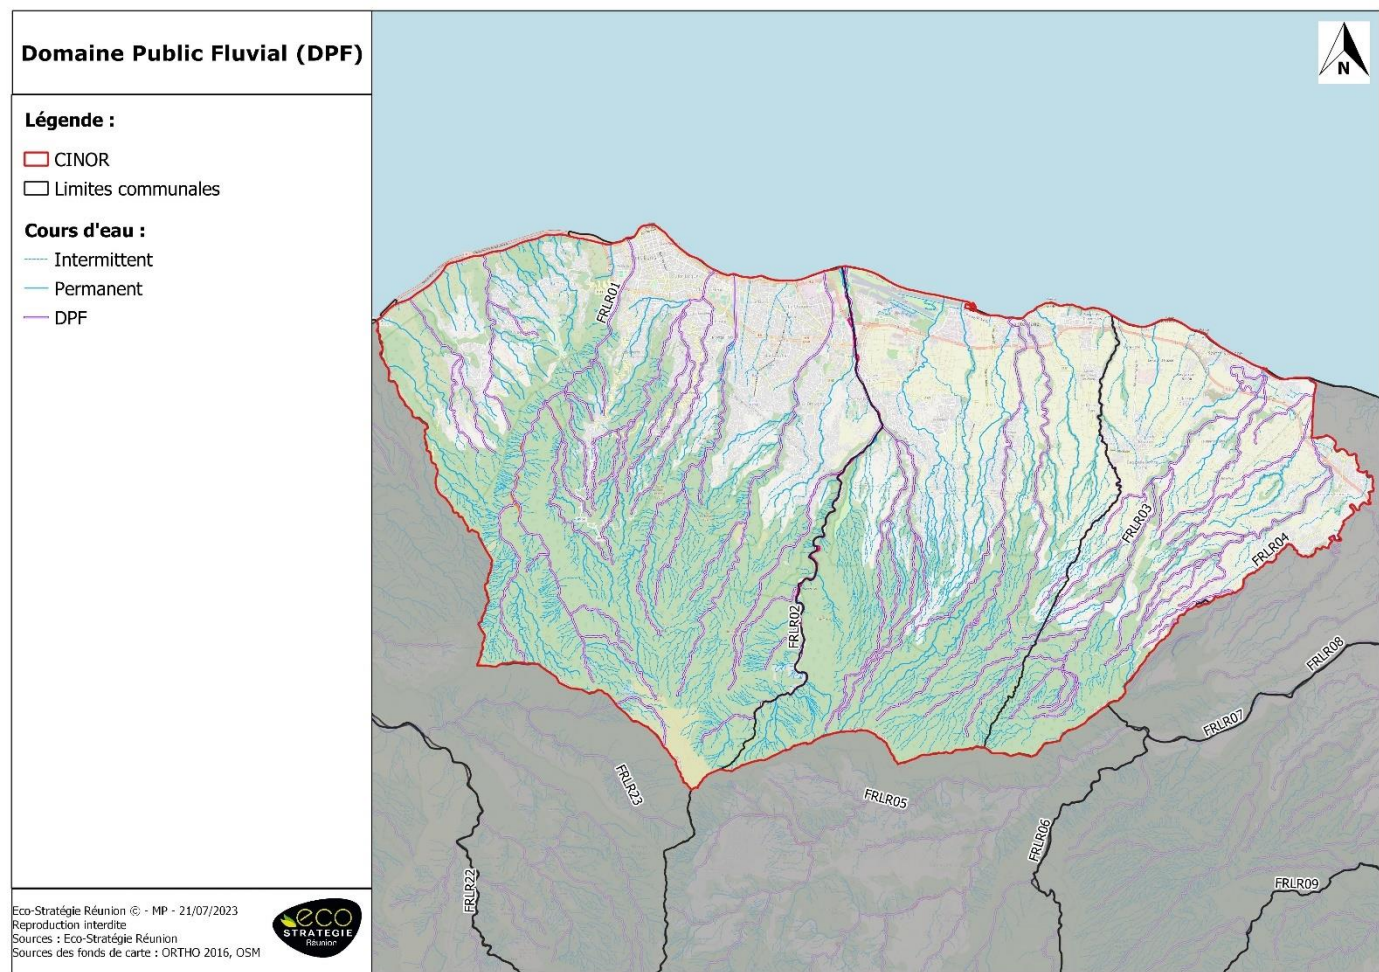 Domaine Public Fluvial (DPF)
Légende :
CINOR
Limites communales
Cours d'eau :
Intermittent
Permanent
DPF
Eco-Stratégie Réunion © - MP - 21/07/2023
Reproduction interdite
Sources : Eco-Stratégie Réunion
Sources des fonds de carte : ORTHO 2016, OSM
eco
STRATÉGIE
Réunion
N
FRLR01
FRLR02
FRLR03
FRLR04
FRLR08
FRLR07
FRLR23
FRLR05
FRLR06
FRLR22
FRLR09